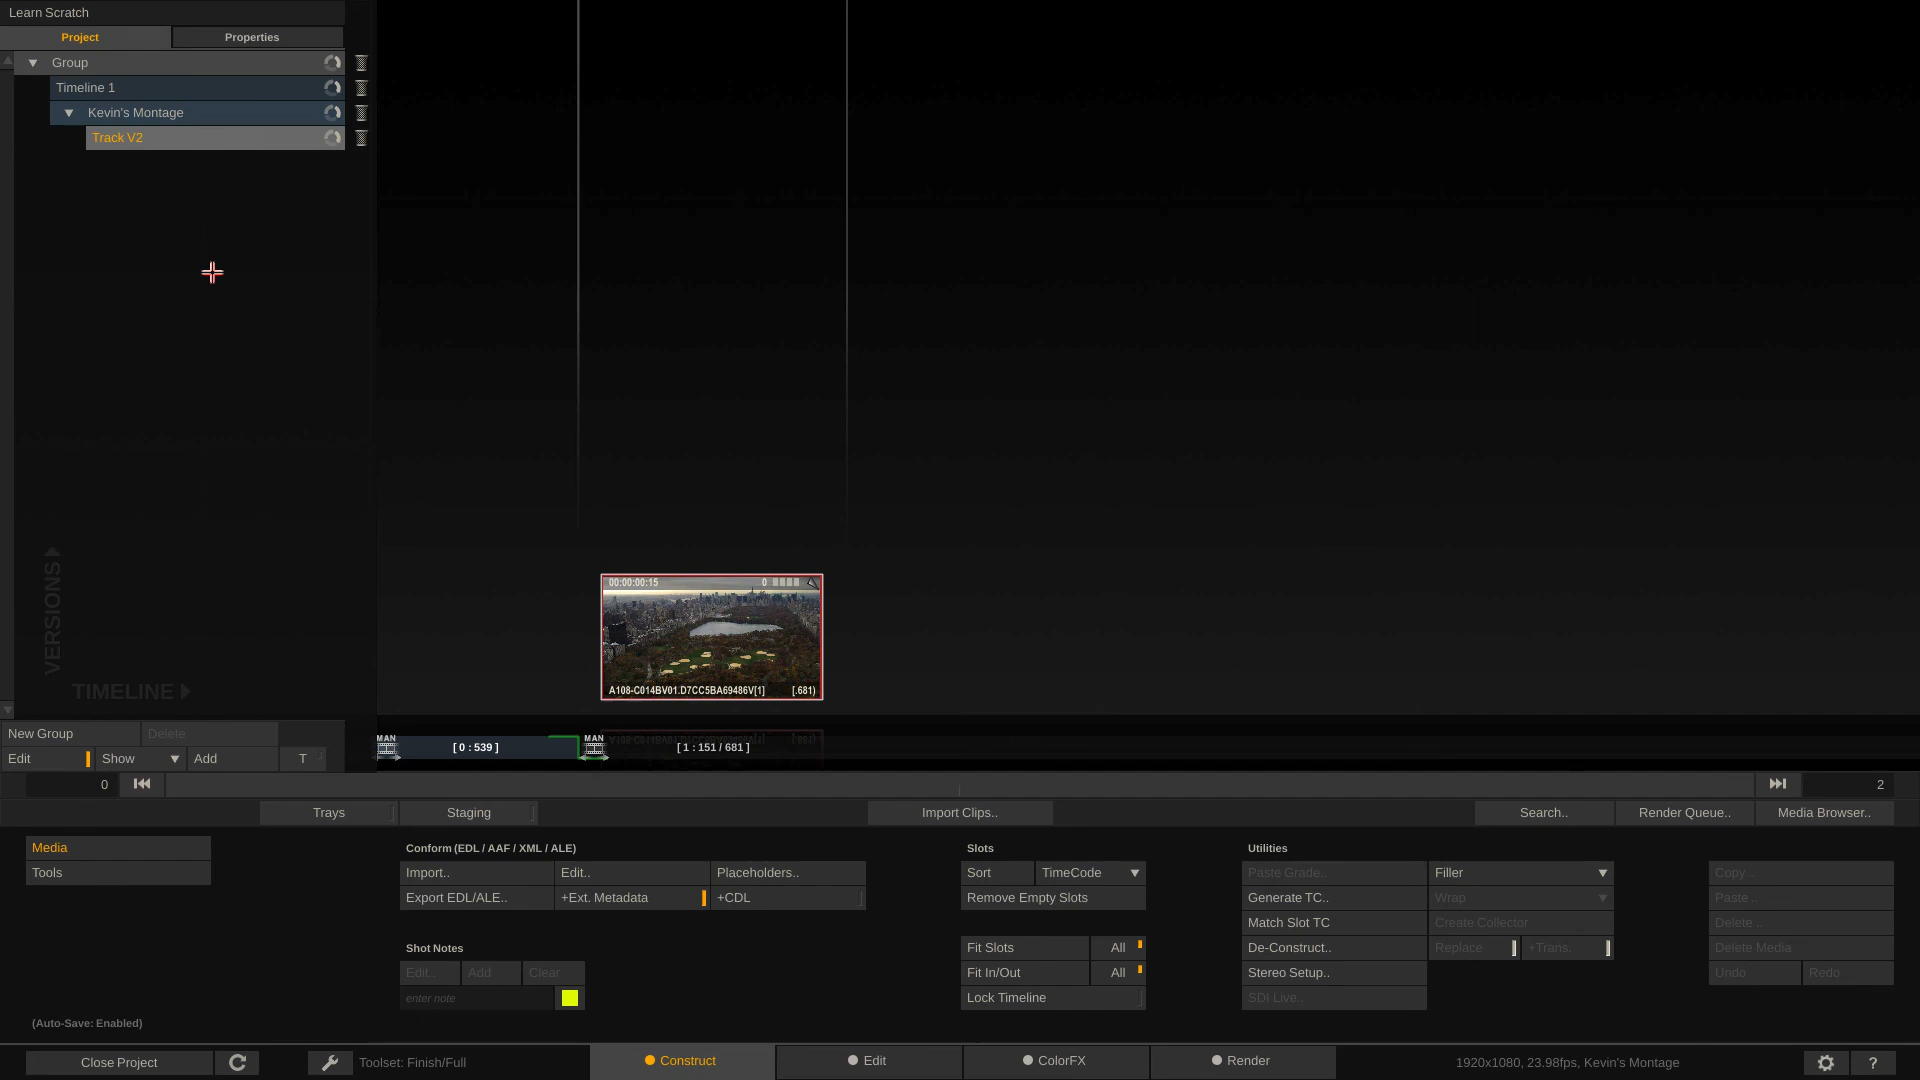 Learn Scratch
Project
Properties
Group
Timeline 1
Kevin's Montage
Track V2
VERSIONS
TIMELINE
00:00:00:15
0
A108-C014BV01.D7CC5BA69486V[1]
[.681)
MAN
[ 0 : 539 ]
MAN
[ 1 : 151 / 681 ]
New Group
Delete
Edit
Show
Add
T
0
2
Trays
Staging
Import Clips..
Search..
Render Queue..
Media Browser..
Media
Tools
Conform (EDL / AAF / XML / ALE)
Import..
Edit..
Placeholders..
Export EDL/ALE..
+Ext. Metadata
+CDL
Shot Notes
Edit..
Add
Clear
enter note
Slots
Sort
TimeCode
Remove Empty Slots
Fit Slots
All
Fit In/Out
All
Lock Timeline
Utilities
Paste Grade..
Filler
Generate TC..
Wrap
Match Slot TC
Create Collector
De-Construct..
Replace
+Trans.
Stereo Setup..
SDI Live..
Copy..
Paste..
Delete..
Delete Media
Undo
Redo
(Auto-Save: Enabled)
Close Project
Toolset: Finish/Full
Construct
Edit
ColorFX
Render
1920x1080, 23.98fps, Kevin's Montage
?